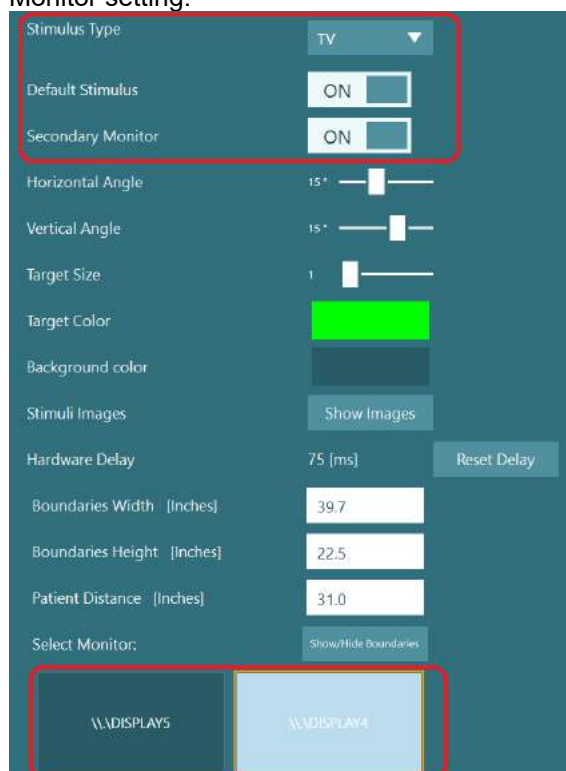 Monitor setting.
Stimulus Type TV
Default Stimulus ON
Secondary Monitor ON
Horizontal Angle 15°
Vertical Angle 15°
Target Size 1
Target Color
Background color
Stimuli Images Show Images
Hardware Delay 75 [ms] Reset Delay
Boundaries Width [Inches] 39.7
Boundaries Height [Inches] 22.5
Patient Distance [Inches] 31.0
Select Monitor: Show/Hide Boundaries
\\.\DISPLAY5 \\.\DISPLAY4